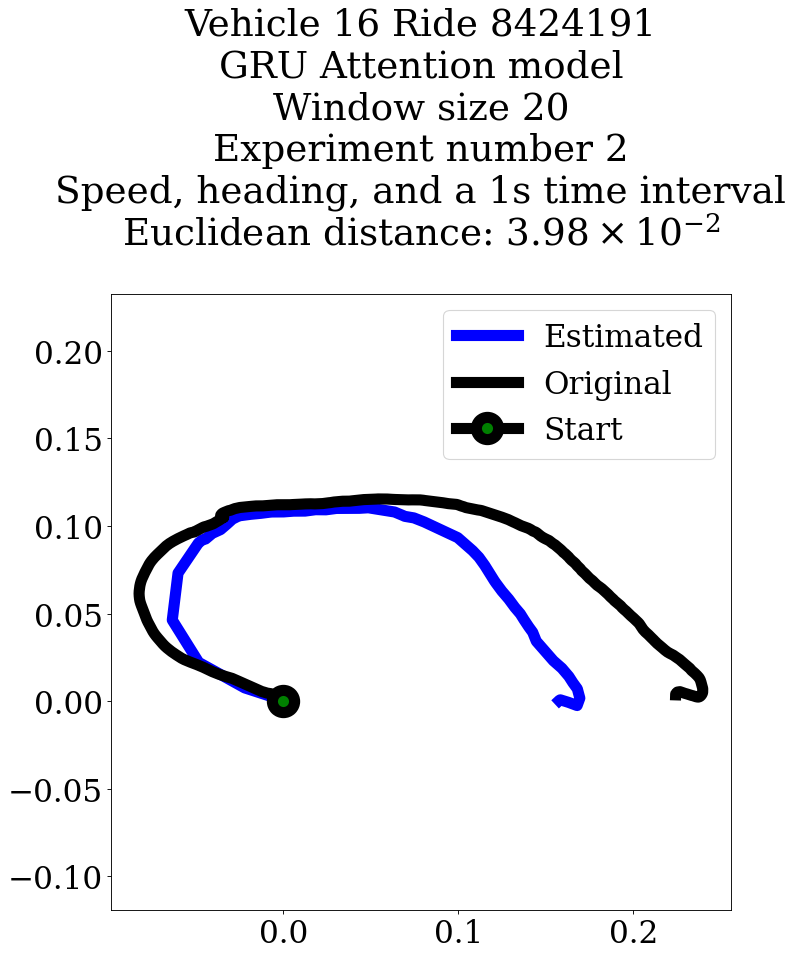 Vehicle 16 Ride 8424191
GRU Attention model
Window size 20
Experiment number 2
Speed, heading, and a 1s time interval
Euclidean distance: 3.98 × 10⁻²
Estimated
Original
Start
0.20
0.15
0.10
0.05
0.00
−0.05
−0.10
0.0 0.1 0.2